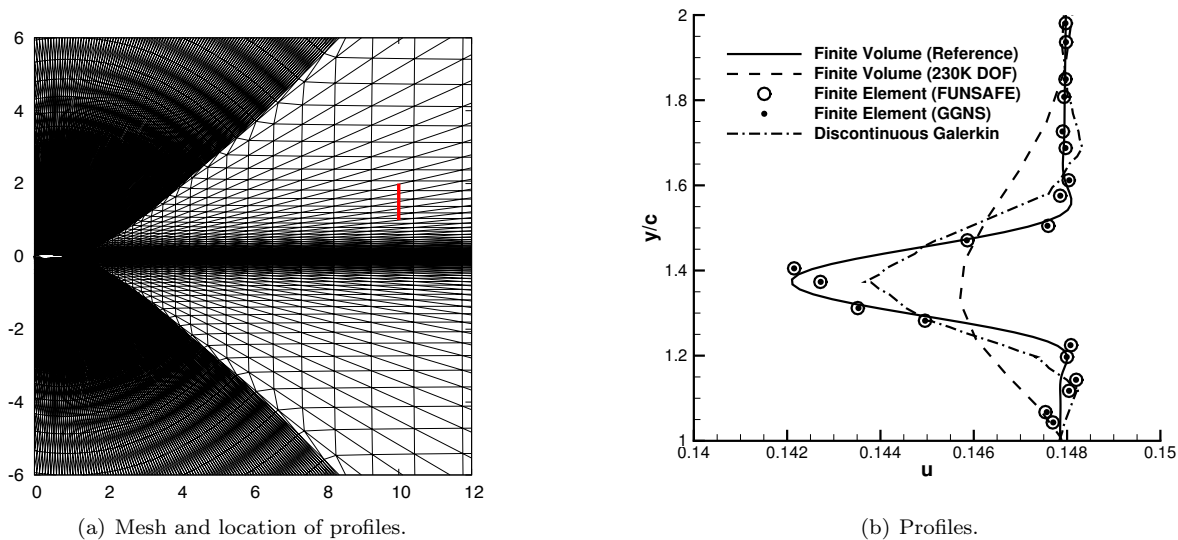 6
4
2
0
-2
-4
-6
0 2 4 6 8 10 12
(a) Mesh and location of profiles.
2
1.8
1.6
1.4
1.2
1
y/c
Finite Volume (Reference)
Finite Volume (230K DOF)
Finite Element (FUNSAFE)
Finite Element (GGNS)
Discontinuous Galerkin
0.14 0.142 0.144 0.146 0.148 0.15
u
(b) Profiles.